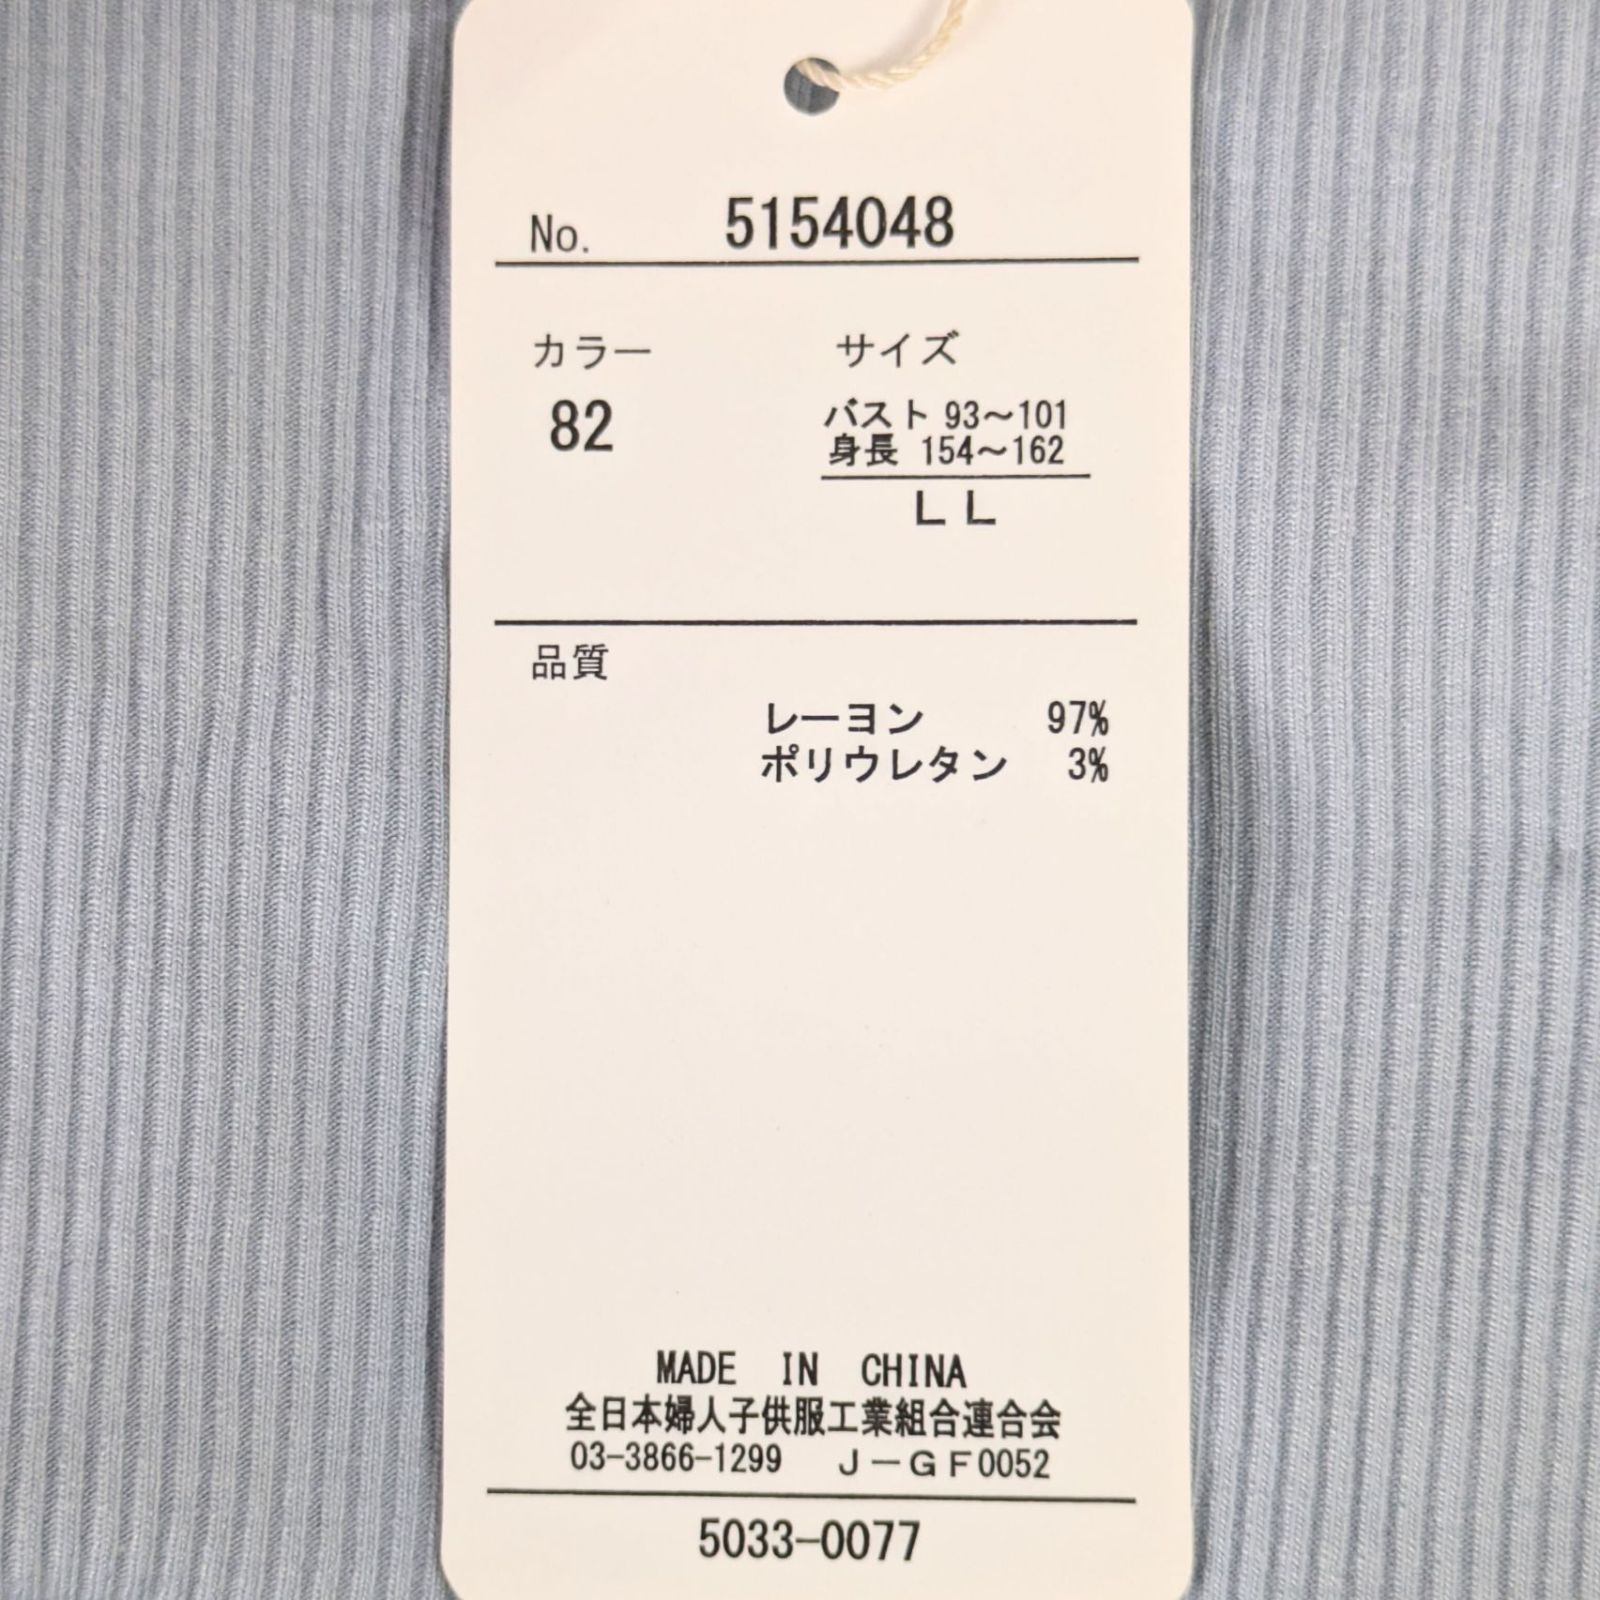 No. 5154048
カラー サイズ
82
バスト 93～101
身長 154～162
ＬＬ
品質
レーヨン 97%
ポリウレタン 3%
MADE IN CHINA
全日本婦人子供服工業組合連合会
03-3866-1299 Ｊ－ＧＦ0052
5033-0077